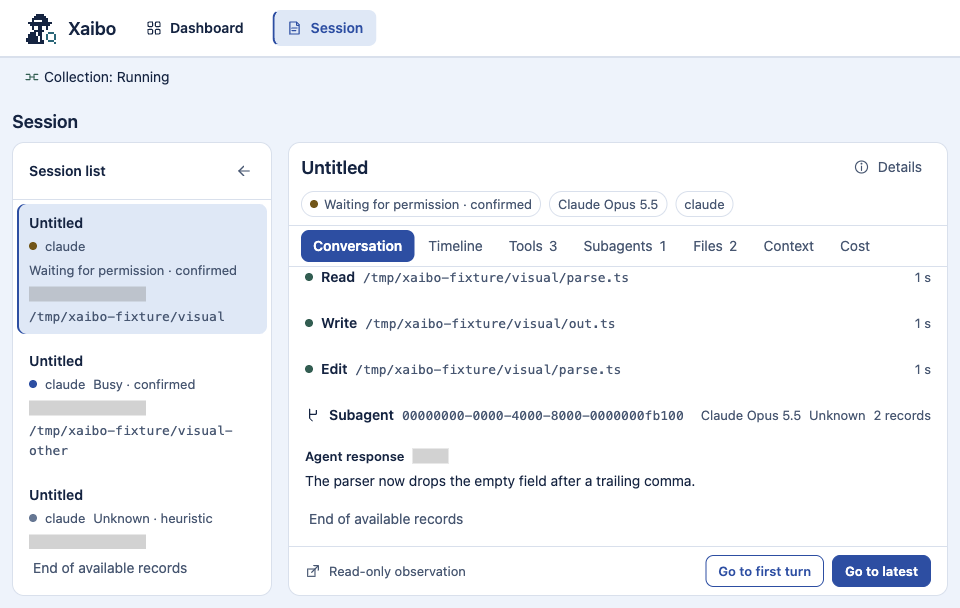 Xaibo
Dashboard
Session
Collection: Running
Session
Session list
Untitled
claude
Waiting for permission · confirmed
/tmp/xaibo-fixture/visual
Untitled
claude Busy · confirmed
/tmp/xaibo-fixture/visual-
other
Untitled
claude Unknown · heuristic
End of available records
Untitled
Details
Waiting for permission · confirmed
Claude Opus 5.5
claude
Conversation Timeline Tools 3 Subagents 1 Files 2 Context Cost
Read /tmp/xaibo-fixture/visual/parse.ts 1 s
Write /tmp/xaibo-fixture/visual/out.ts 1 s
Edit /tmp/xaibo-fixture/visual/parse.ts 1 s
Subagent 00000000-0000-4000-8000-0000000fb100 Claude Opus 5.5 Unknown 2 records
Agent response
The parser now drops the empty field after a trailing comma.
End of available records
Read-only observation
Go to first turn
Go to latest